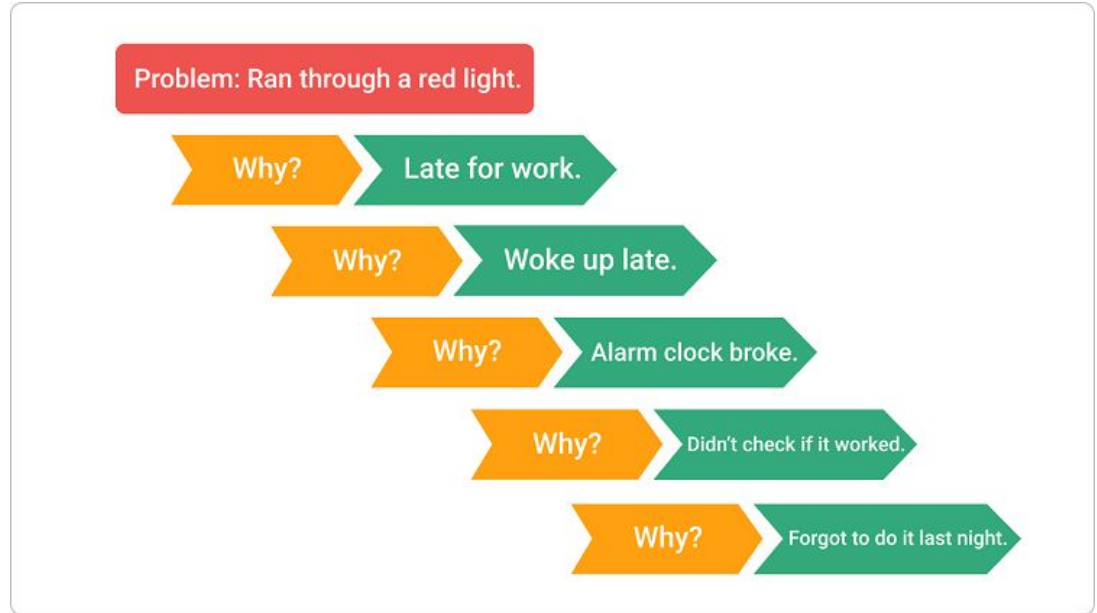 Problem: Ran through a red light.
Why? Late for work.
Why? Woke up late.
Why? Alarm clock broke.
Why? Didn't check if it worked.
Why? Forgot to do it last night.